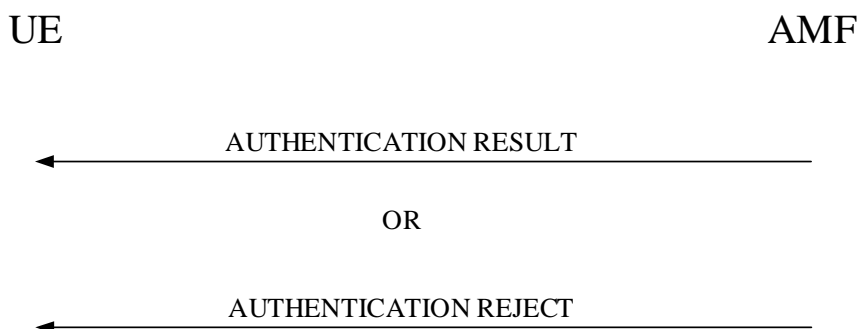 UE AMF
AUTHENTICATION RESULT
OR
AUTHENTICATION REJECT